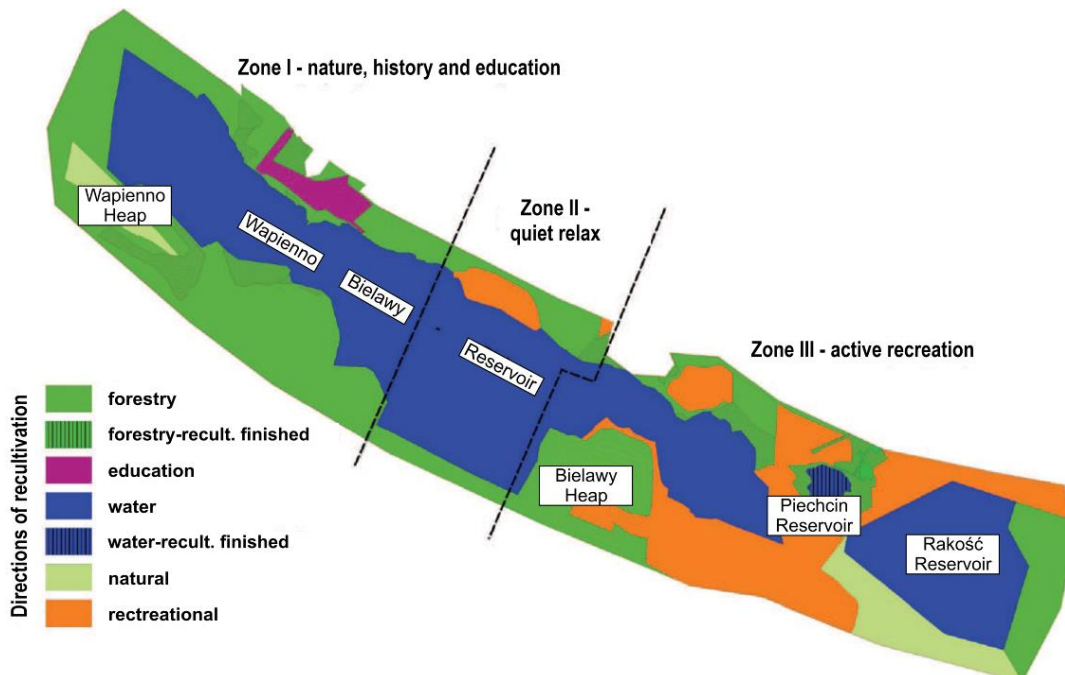 Zone I - nature, history and education
Zone II -
quiet relax
Wapienno
Heap
Wapienno
Bielawy
Reservoir
Zone III - active recreation
Bielawy
Heap
Piechcin
Reservoir
Rakość
Reservoir
Directions of recultivation
forestry
forestry-recult. finished
education
water
water-recult. finished
natural
rectreational